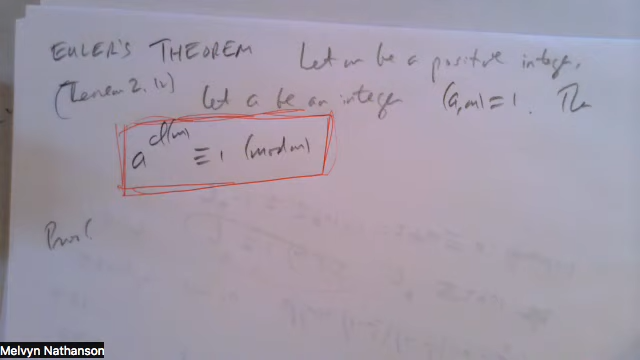 EULER'S THEOREM Let m be a positive integer.
(Theorem 2.12) Let a be an integer (a,m) = 1. Then
a^φ(m) ≡ 1 (mod m)
Proof
Melvyn Nathanson